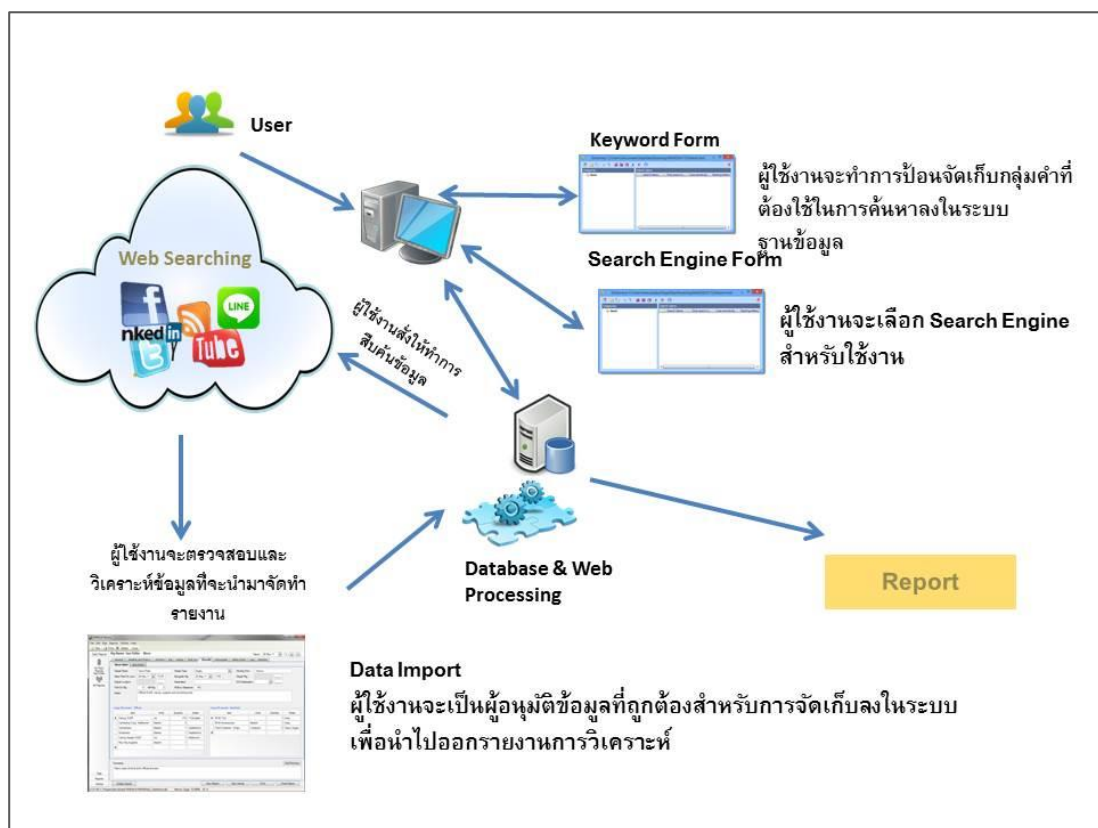 User
Keyword Form
ผู้ใช้งานจะทำการป้อนจัดเก็บกลุ่มคำที่
ต้องใช้ในการค้นหาลงในระบบ
ฐานข้อมูล
Search Engine Form
ผู้ใช้งานจะเลือก Search Engine
สำหรับใช้งาน
Web Searching
LINE
nked in
Tube
ผู้ใช้งานสั่งให้ทำการ
สืบค้นข้อมูล
ผู้ใช้งานจะตรวจสอบและ
วิเคราะห์ข้อมูลที่จะนำมาจัดทำ
รายงาน
Database & Web
Processing
Report
Data Import
ผู้ใช้งานจะเป็นผู้อนุมัติข้อมูลที่ถูกต้องสำหรับการจัดเก็บลงในระบบ
เพื่อนำไปออกรายงานการวิเคราะห์